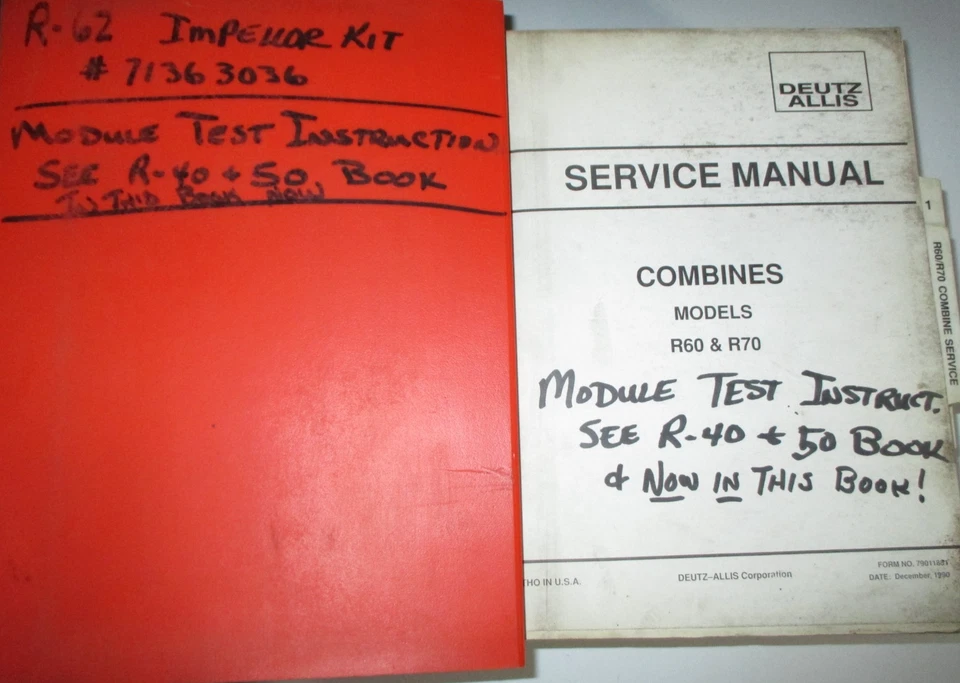 R-62 IMPELLOR KIT
# 71363036
MODULE TEST INSTRUCTION
SEE R-40 + 50 BOOK
IN THIS BOOK NOW
DEUTZ
ALLIS
SERVICE MANUAL
COMBINES
MODELS
R60 & R70
MODULE TEST INSTRUCT.
SEE R-40 + 50 BOOK
& NOW IN THIS BOOK!
THO IN U.S.A.
DEUTZ-ALLIS Corporation
FORM NO.
DATE: December, 1990
1
R60/R70 COMBINE SERVICE